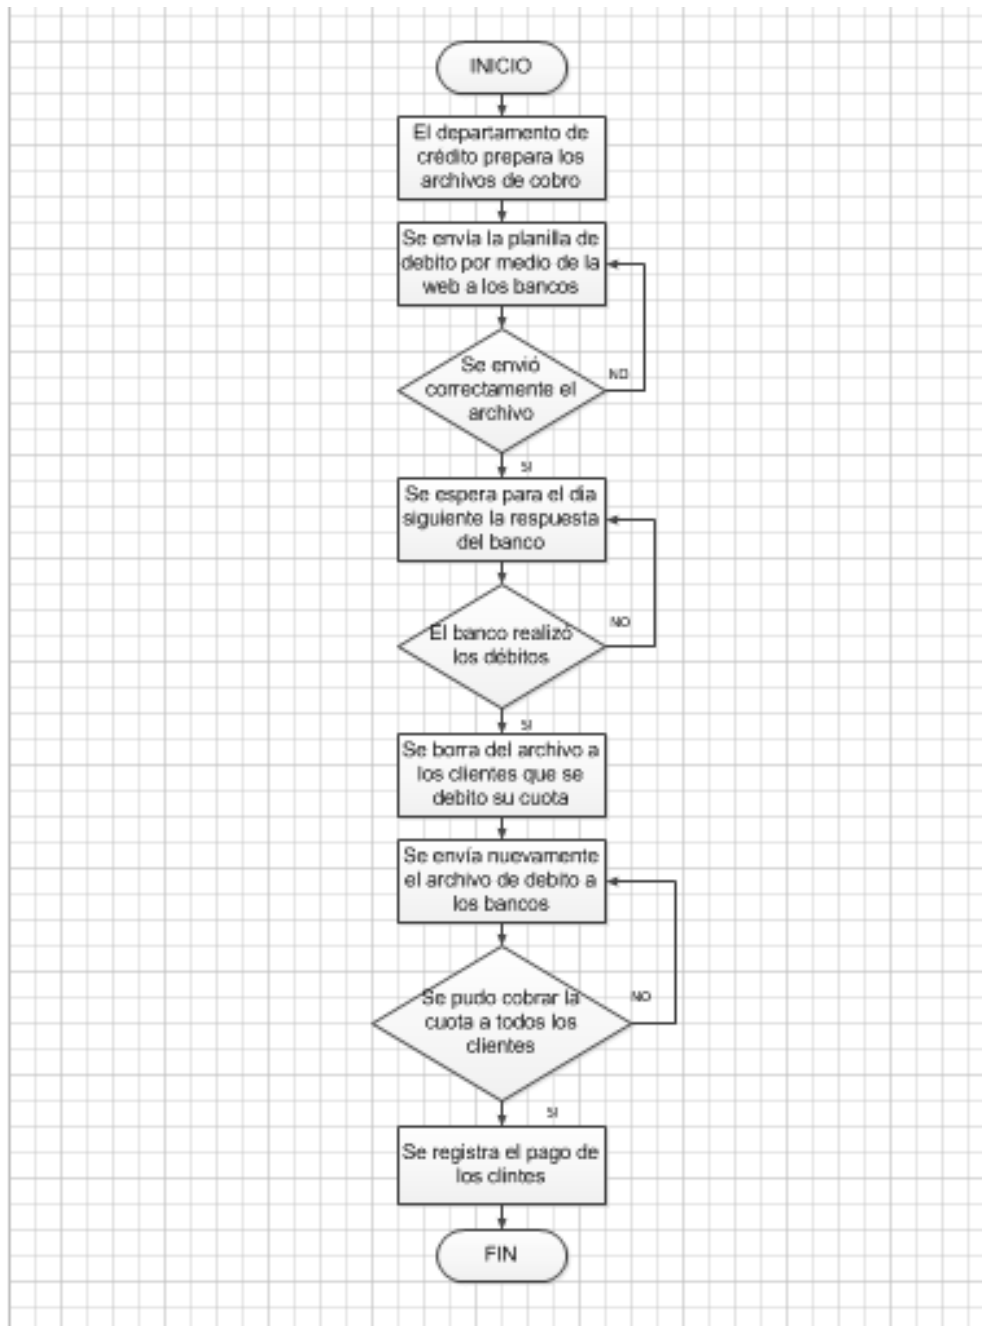 INICIO
El departamento de
crédito prepara los
archivos de cobro
Se envía la planilla de
debito por medio de la
web a los bancos
Se envió
correctamente el
archivo
NO
SI
Se espera para el dia
siguiente la respuesta
del banco
El banco realizó
los débitos
NO
SI
Se borra del archivo a
los clientes que se
debito su cuota
Se envía nuevamente
el archivo de debito a
los bancos
Se pudo cobrar la
cuota a todos los
clientes
NO
SI
Se registra el pago de
los clintes
FIN